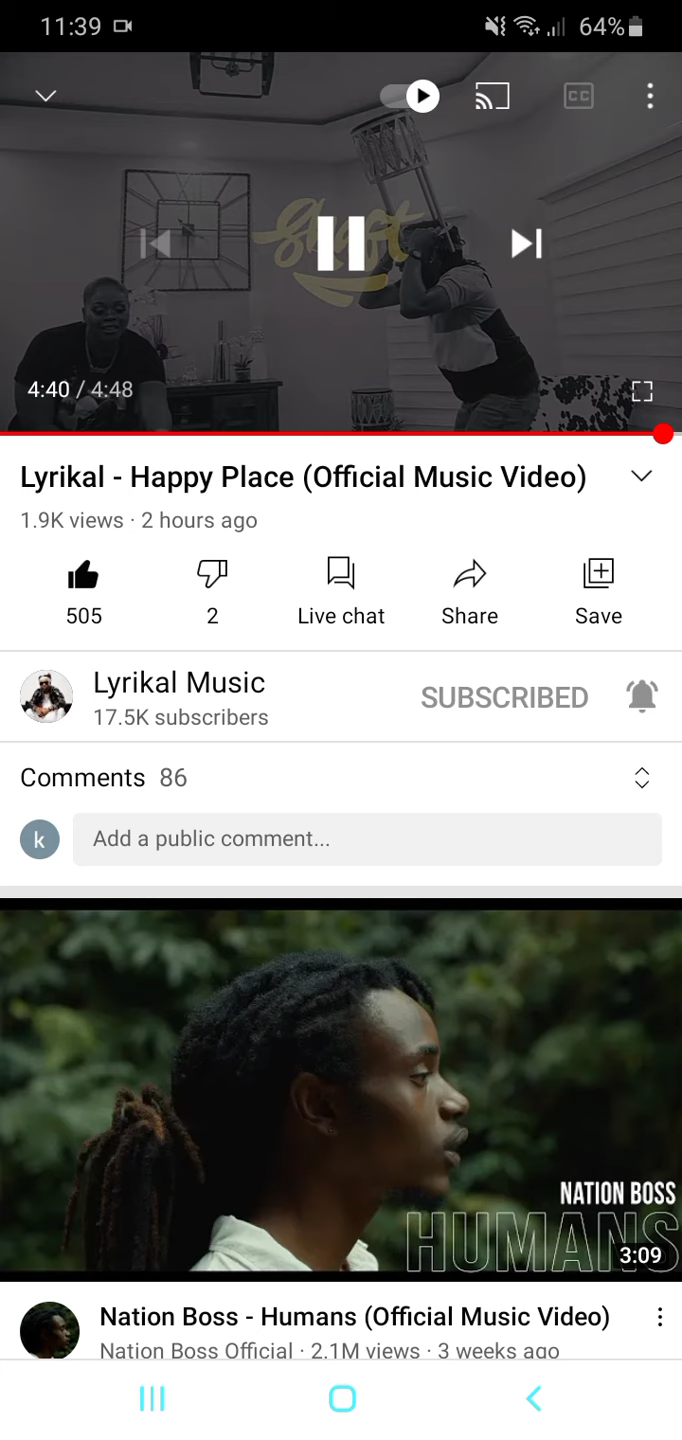 11:39
64%
CC
Shaft
4:40 / 4:48
Lyrikal - Happy Place (Official Music Video)
1.9K views · 2 hours ago
505
2
Live chat
Share
Save
Lyrikal Music
17.5K subscribers
SUBSCRIBED
Comments 86
k
Add a public comment...
NATION BOSS
HUMANS
3:09
Nation Boss - Humans (Official Music Video)
Nation Boss Official · 2.1M views · 3 weeks ago